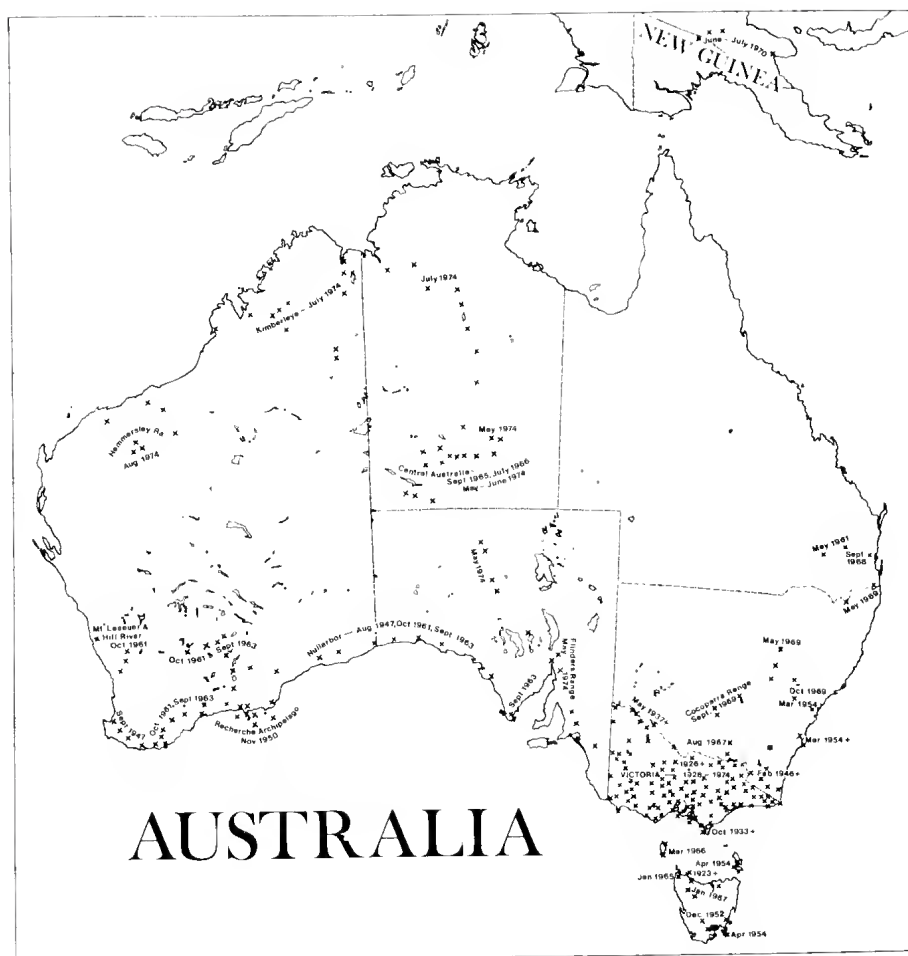 June - July 1970
NEW GUINEA
July 1974
Kimberleys - July 1974
Hammersley Ra
Aug 1974
May 1974
Central Australia-
Sept 1965, July 1966
May - June 1974
May 1961
Sept
1968
May 1969
May 1974
Mt Lesueur &
Hill River
Oct 1961
Oct 1961 & Sept 1963
Nullarbor — Aug 1947, Oct 1961, Sept 1963
Flinders Range
May
1974
May 1969
Oct 1969
Mar 1954
Cocoparra Range
Sept. 1969
May 1937+
Sept 1963
Sept 1947
Oct 1961, Sept 1963
Recherche Archipelago
Nov 1950
Mar 1954+
Aug 1967
1926+
VICTORIA — 1926 - 1974
Feb 1946+
AUSTRALIA
Oct 1933+
Mar 1966
Apr 1954
Jan 1965
1923+
Jan 1967
Dec 1952
Apr 1954